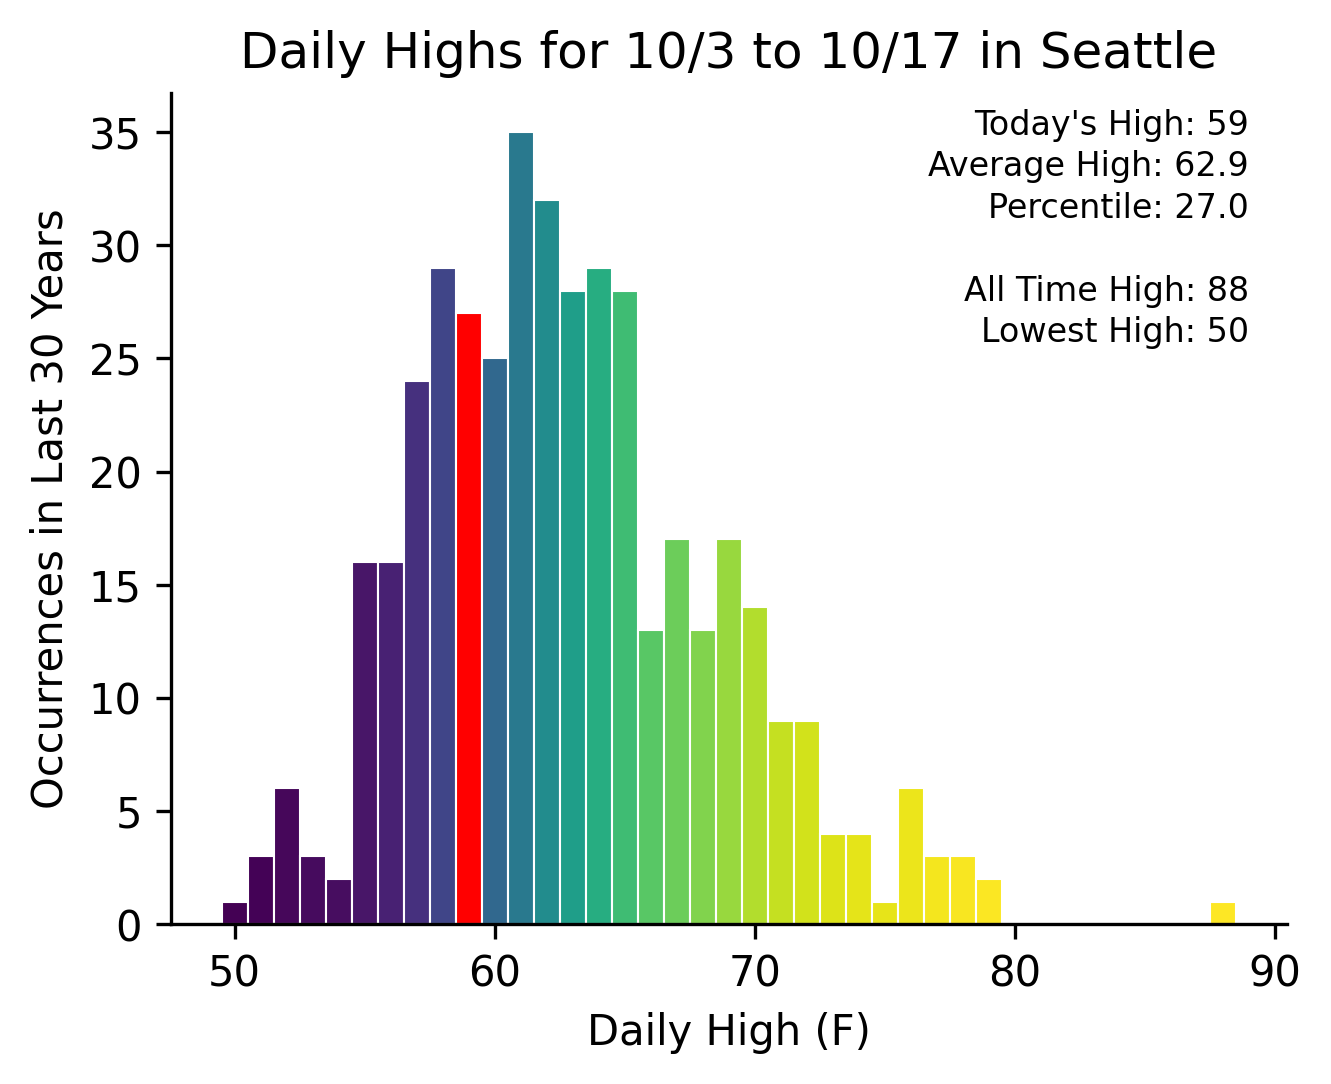 Daily Highs for 10/3 to 10/17 in Seattle
Today's High: 59
Average High: 62.9
Percentile: 27.0
All Time High: 88
Lowest High: 50
Occurrences in Last 30 Years
35
30
25
20
15
10
5
0
50 60 70 80 90
Daily High (F)